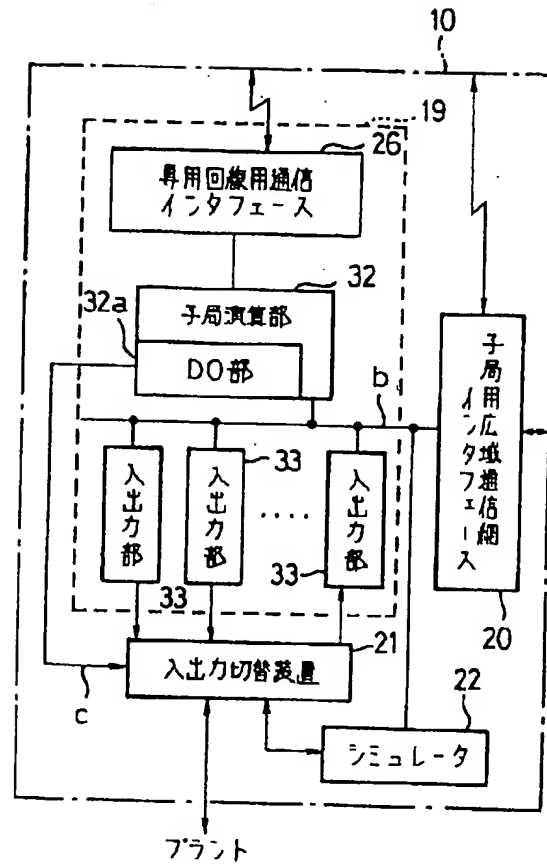 10
19
26
専用回線用通信
インタフェース
32
32a
子局演算部
DO部
b
子局用広域通信網
インタフェース
入出力部
33
入出力部
‥‥
33
入出力部
33
20
21
入出力切替装置
c
22
シミュレータ
プラント